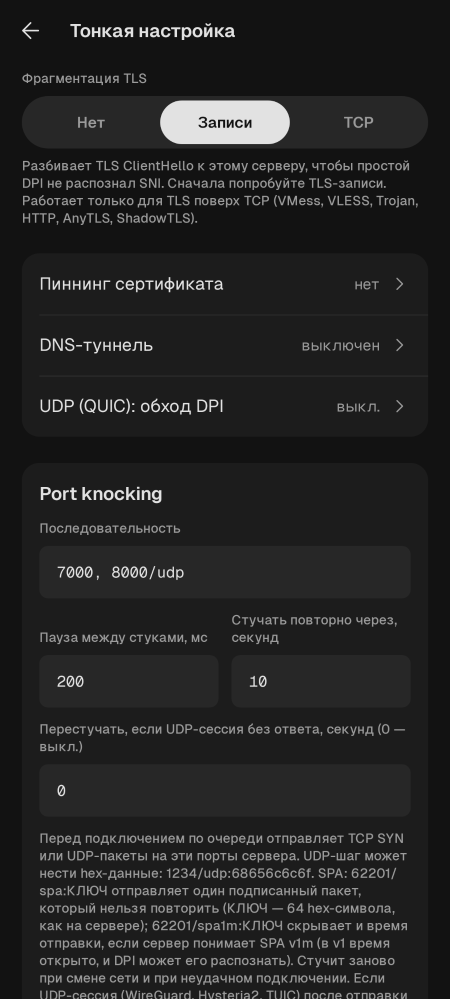 Тонкая настройка
Фрагментация TLS
Нет
Записи
TCP
Разбивает TLS ClientHello к этому серверу, чтобы простой
DPI не распознал SNI. Сначала попробуйте TLS-записи.
Работает только для TLS поверх TCP (VMess, VLESS, Trojan,
HTTP, AnyTLS, ShadowTLS).
Пиннинг сертификата
нет
DNS-туннель
выключен
UDP (QUIC): обход DPI
выкл.
Port knocking
Последовательность
7000, 8000/udp
Пауза между стуками, мс
Стучать повторно через,
секунд
200
10
Перестучать, если UDP-сессия без ответа, секунд (0 —
выкл.)
0
Перед подключением по очереди отправляет TCP SYN
или UDP-пакеты на эти порты сервера. UDP-шаг может
нести hex-данные: 1234/udp:68656c6c6f. SPA: 62201/
spa:КЛЮЧ отправляет один подписанный пакет,
который нельзя повторить (КЛЮЧ — 64 hex-символа,
как на сервере); 62201/spa1m:КЛЮЧ скрывает и время
отправки, если сервер понимает SPA v1m (в v1 время
открыто, и DPI может его распознать). Стучит заново
при смене сети и при неудачном подключении. Если
UDP-сессия (WireGuard, Hysteria2, TUIC) после отправки